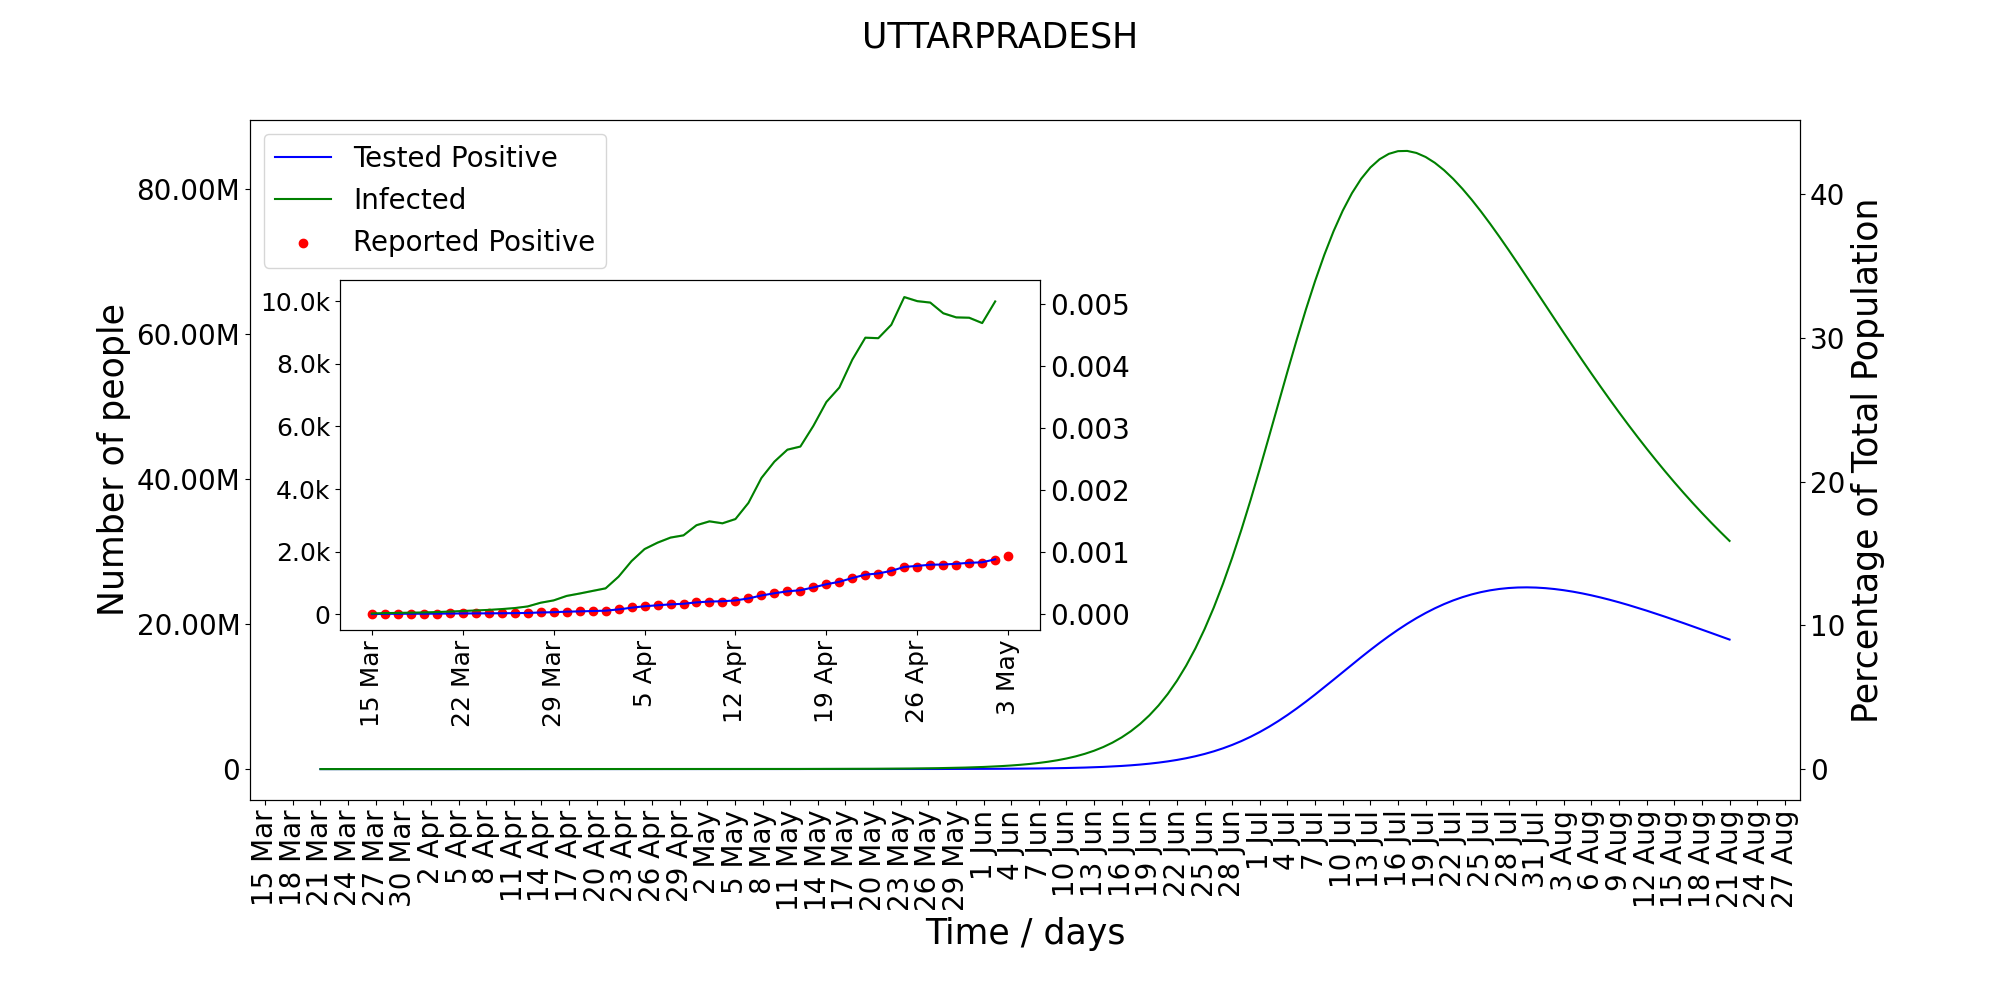 UTTARPRADESH
Tested Positive
Infected
Reported Positive
Number of people
80.00M
60.00M
40.00M
20.00M
0
10.0k
8.0k
6.0k
4.0k
2.0k
0
0.005
0.004
0.003
0.002
0.001
0.000
15 Mar
22 Mar
29 Mar
5 Apr
12 Apr
19 Apr
26 Apr
3 May
40
30
20
10
0
Percentage of Total Population
15 Mar
18 Mar
21 Mar
24 Mar
27 Mar
30 Mar
2 Apr
5 Apr
8 Apr
11 Apr
14 Apr
17 Apr
20 Apr
23 Apr
26 Apr
29 Apr
2 May
5 May
8 May
11 May
14 May
17 May
20 May
23 May
26 May
29 May
1 Jun
4 Jun
7 Jun
10 Jun
13 Jun
16 Jun
19 Jun
22 Jun
25 Jun
28 Jun
1 Jul
4 Jul
7 Jul
10 Jul
13 Jul
16 Jul
19 Jul
22 Jul
25 Jul
28 Jul
31 Jul
3 Aug
6 Aug
9 Aug
12 Aug
15 Aug
18 Aug
21 Aug
24 Aug
27 Aug
Time / days